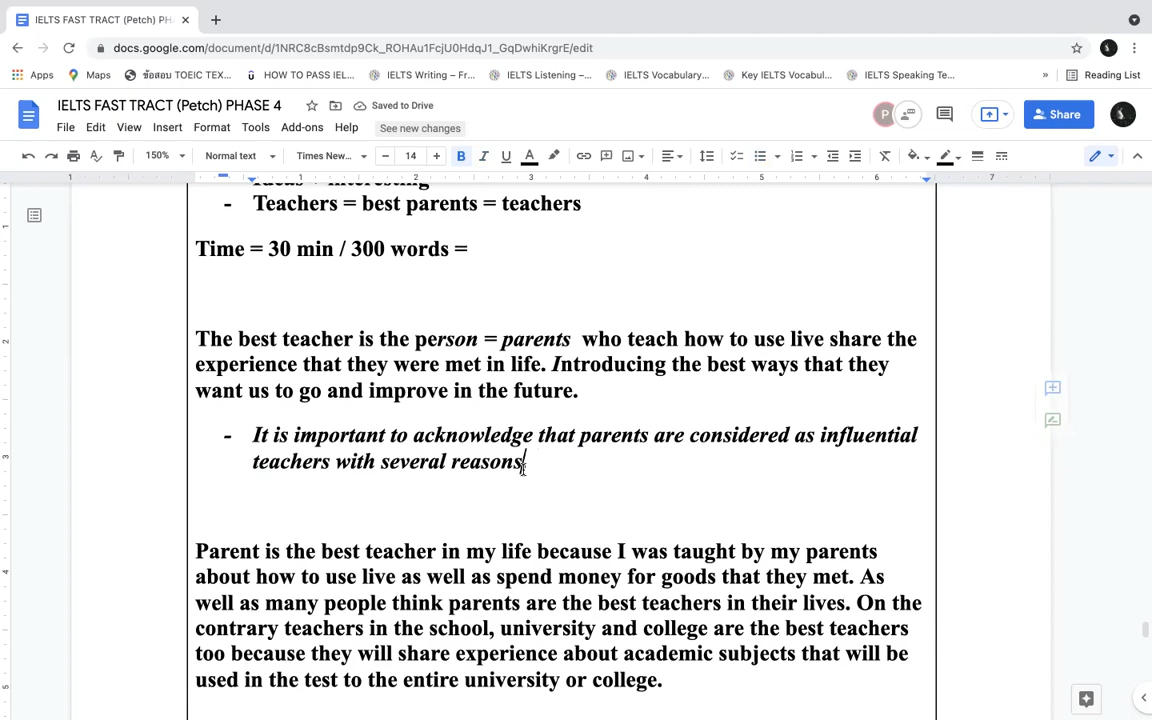 IELTS FAST TRACT (Petch) PH
docs.google.com/document/d/1NRC8cBsmtdp9Ck_ROHAu1FcjU0HdqJ1_GqDwhiKrgrE/edit
Apps Maps ข้อสอบ TOEIC TEX... HOW TO PASS IEL... IELTS Writing – Fr... IELTS Listening –... IELTS Vocabulary... Key IELTS Vocabul... IELTS Speaking Te... » Reading List
IELTS FAST TRACT (Petch) PHASE 4 Saved to Drive
P Share
File Edit View Insert Format Tools Add-ons Help See new changes
150% Normal text Times New... 14 B I U A
1 1 2 3 4 5 6 7
- Teachers = best parents = teachers
Time = 30 min / 300 words =
The best teacher is the person = parents who teach how to use live share the
experience that they were met in life. Introducing the best ways that they
want us to go and improve in the future.
- It is important to acknowledge that parents are considered as influential
teachers with several reasons
Parent is the best teacher in my life because I was taught by my parents
about how to use live as well as spend money for goods that they met. As
well as many people think parents are the best teachers in their lives. On the
contrary teachers in the school, university and college are the best teachers
too because they will share experience about academic subjects that will be
used in the test to the entire university or college.